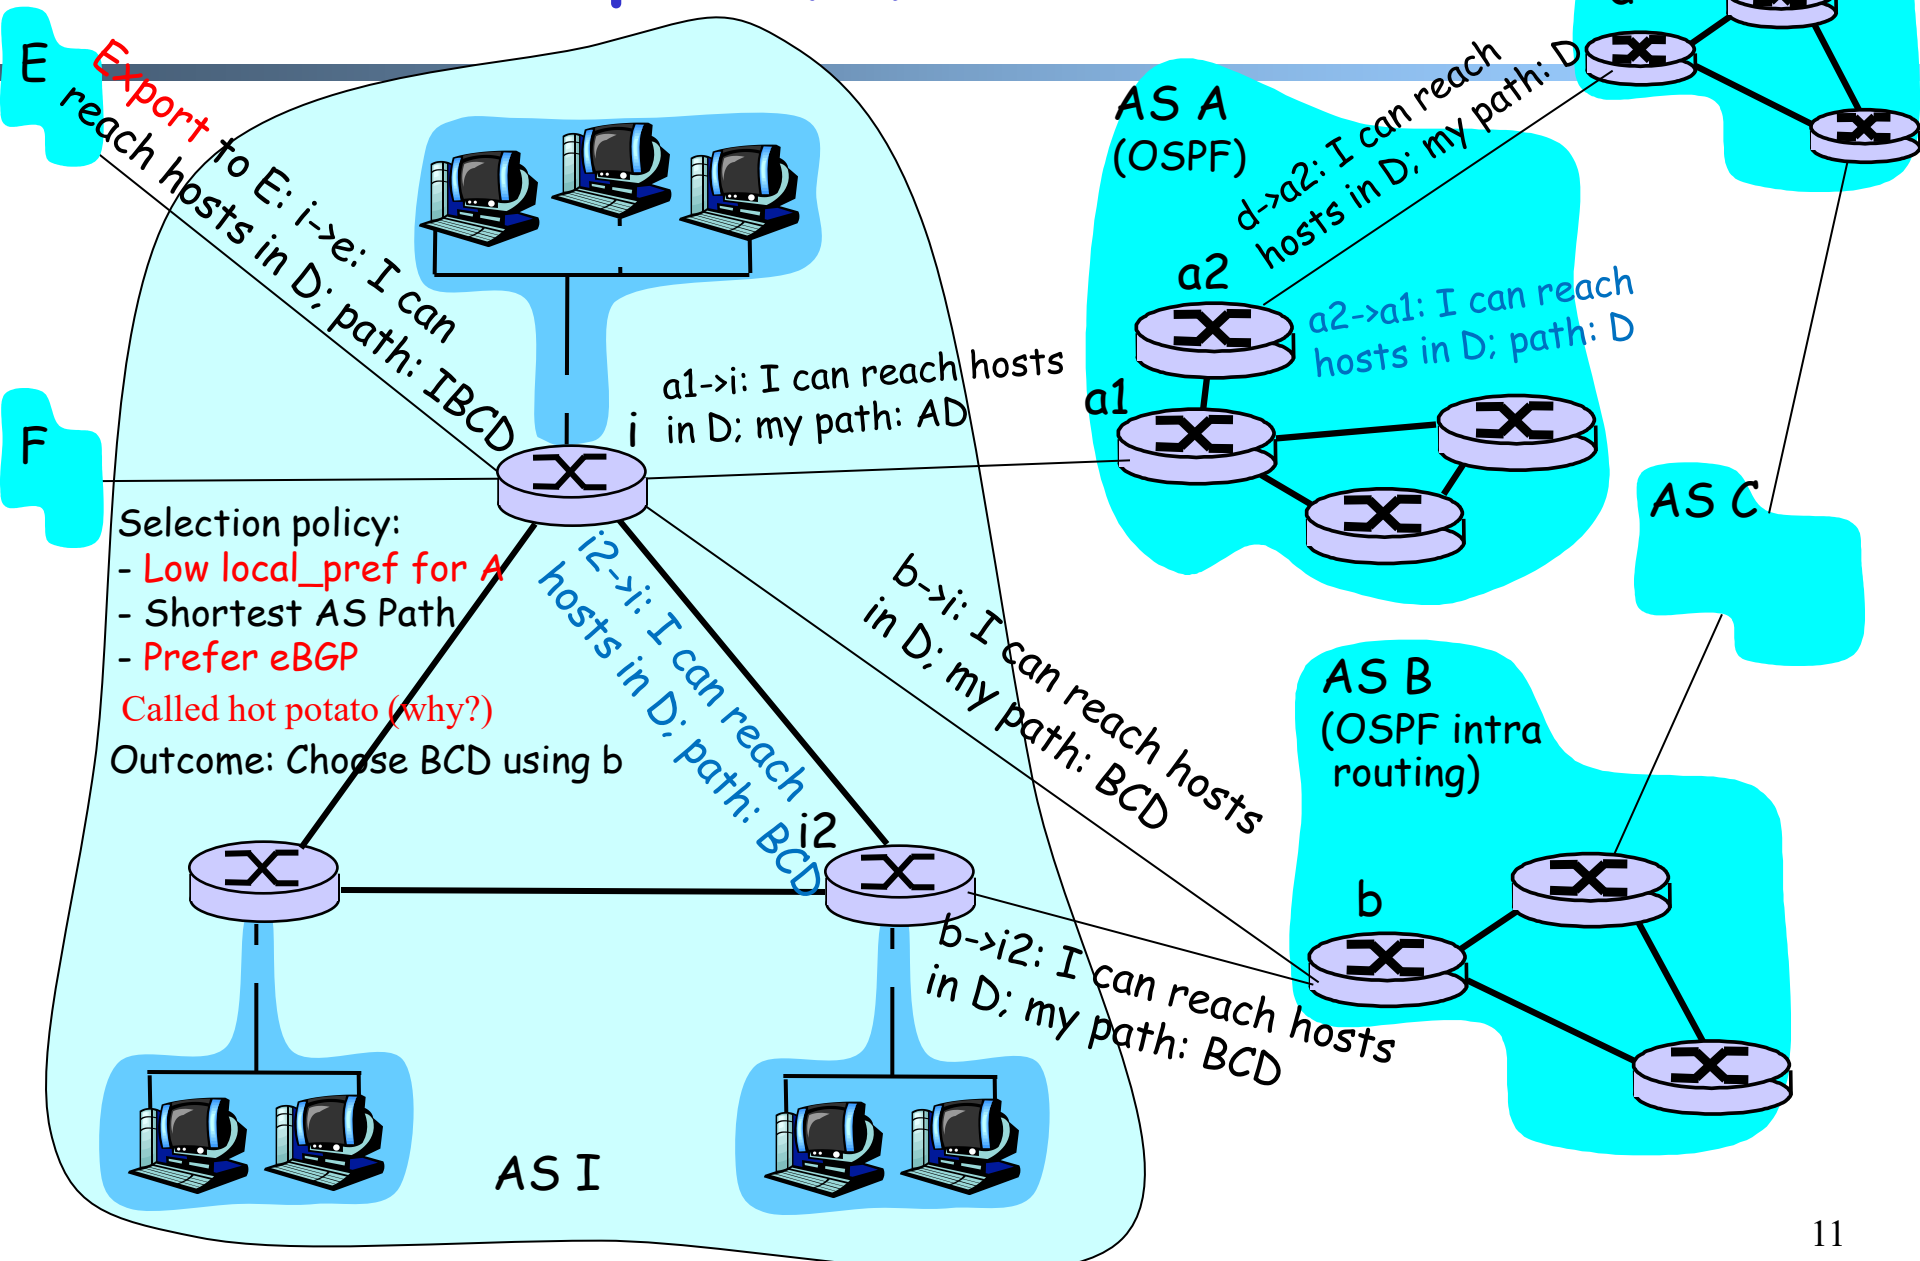 E
Export to E: i->e: I can
reach hosts in D; path: IBCD
F
AS A
(OSPF)
d->a2: I can reach
hosts in D; my path: D
a2
a2->a1: I can reach
hosts in D; path: D
a1
a1->i: I can reach hosts
in D; my path: AD
i
Selection policy:
- Low local_pref for A
- Shortest AS Path
- Prefer eBGP
Called hot potato (why?)
Outcome: Choose BCD using b
i2->i: I can reach
hosts in D; path: BCD
i2
b->i: I can reach hosts
in D; my path: BCD
b->i2: I can reach hosts
in D; my path: BCD
AS C
AS B
(OSPF intra
routing)
b
AS I
11